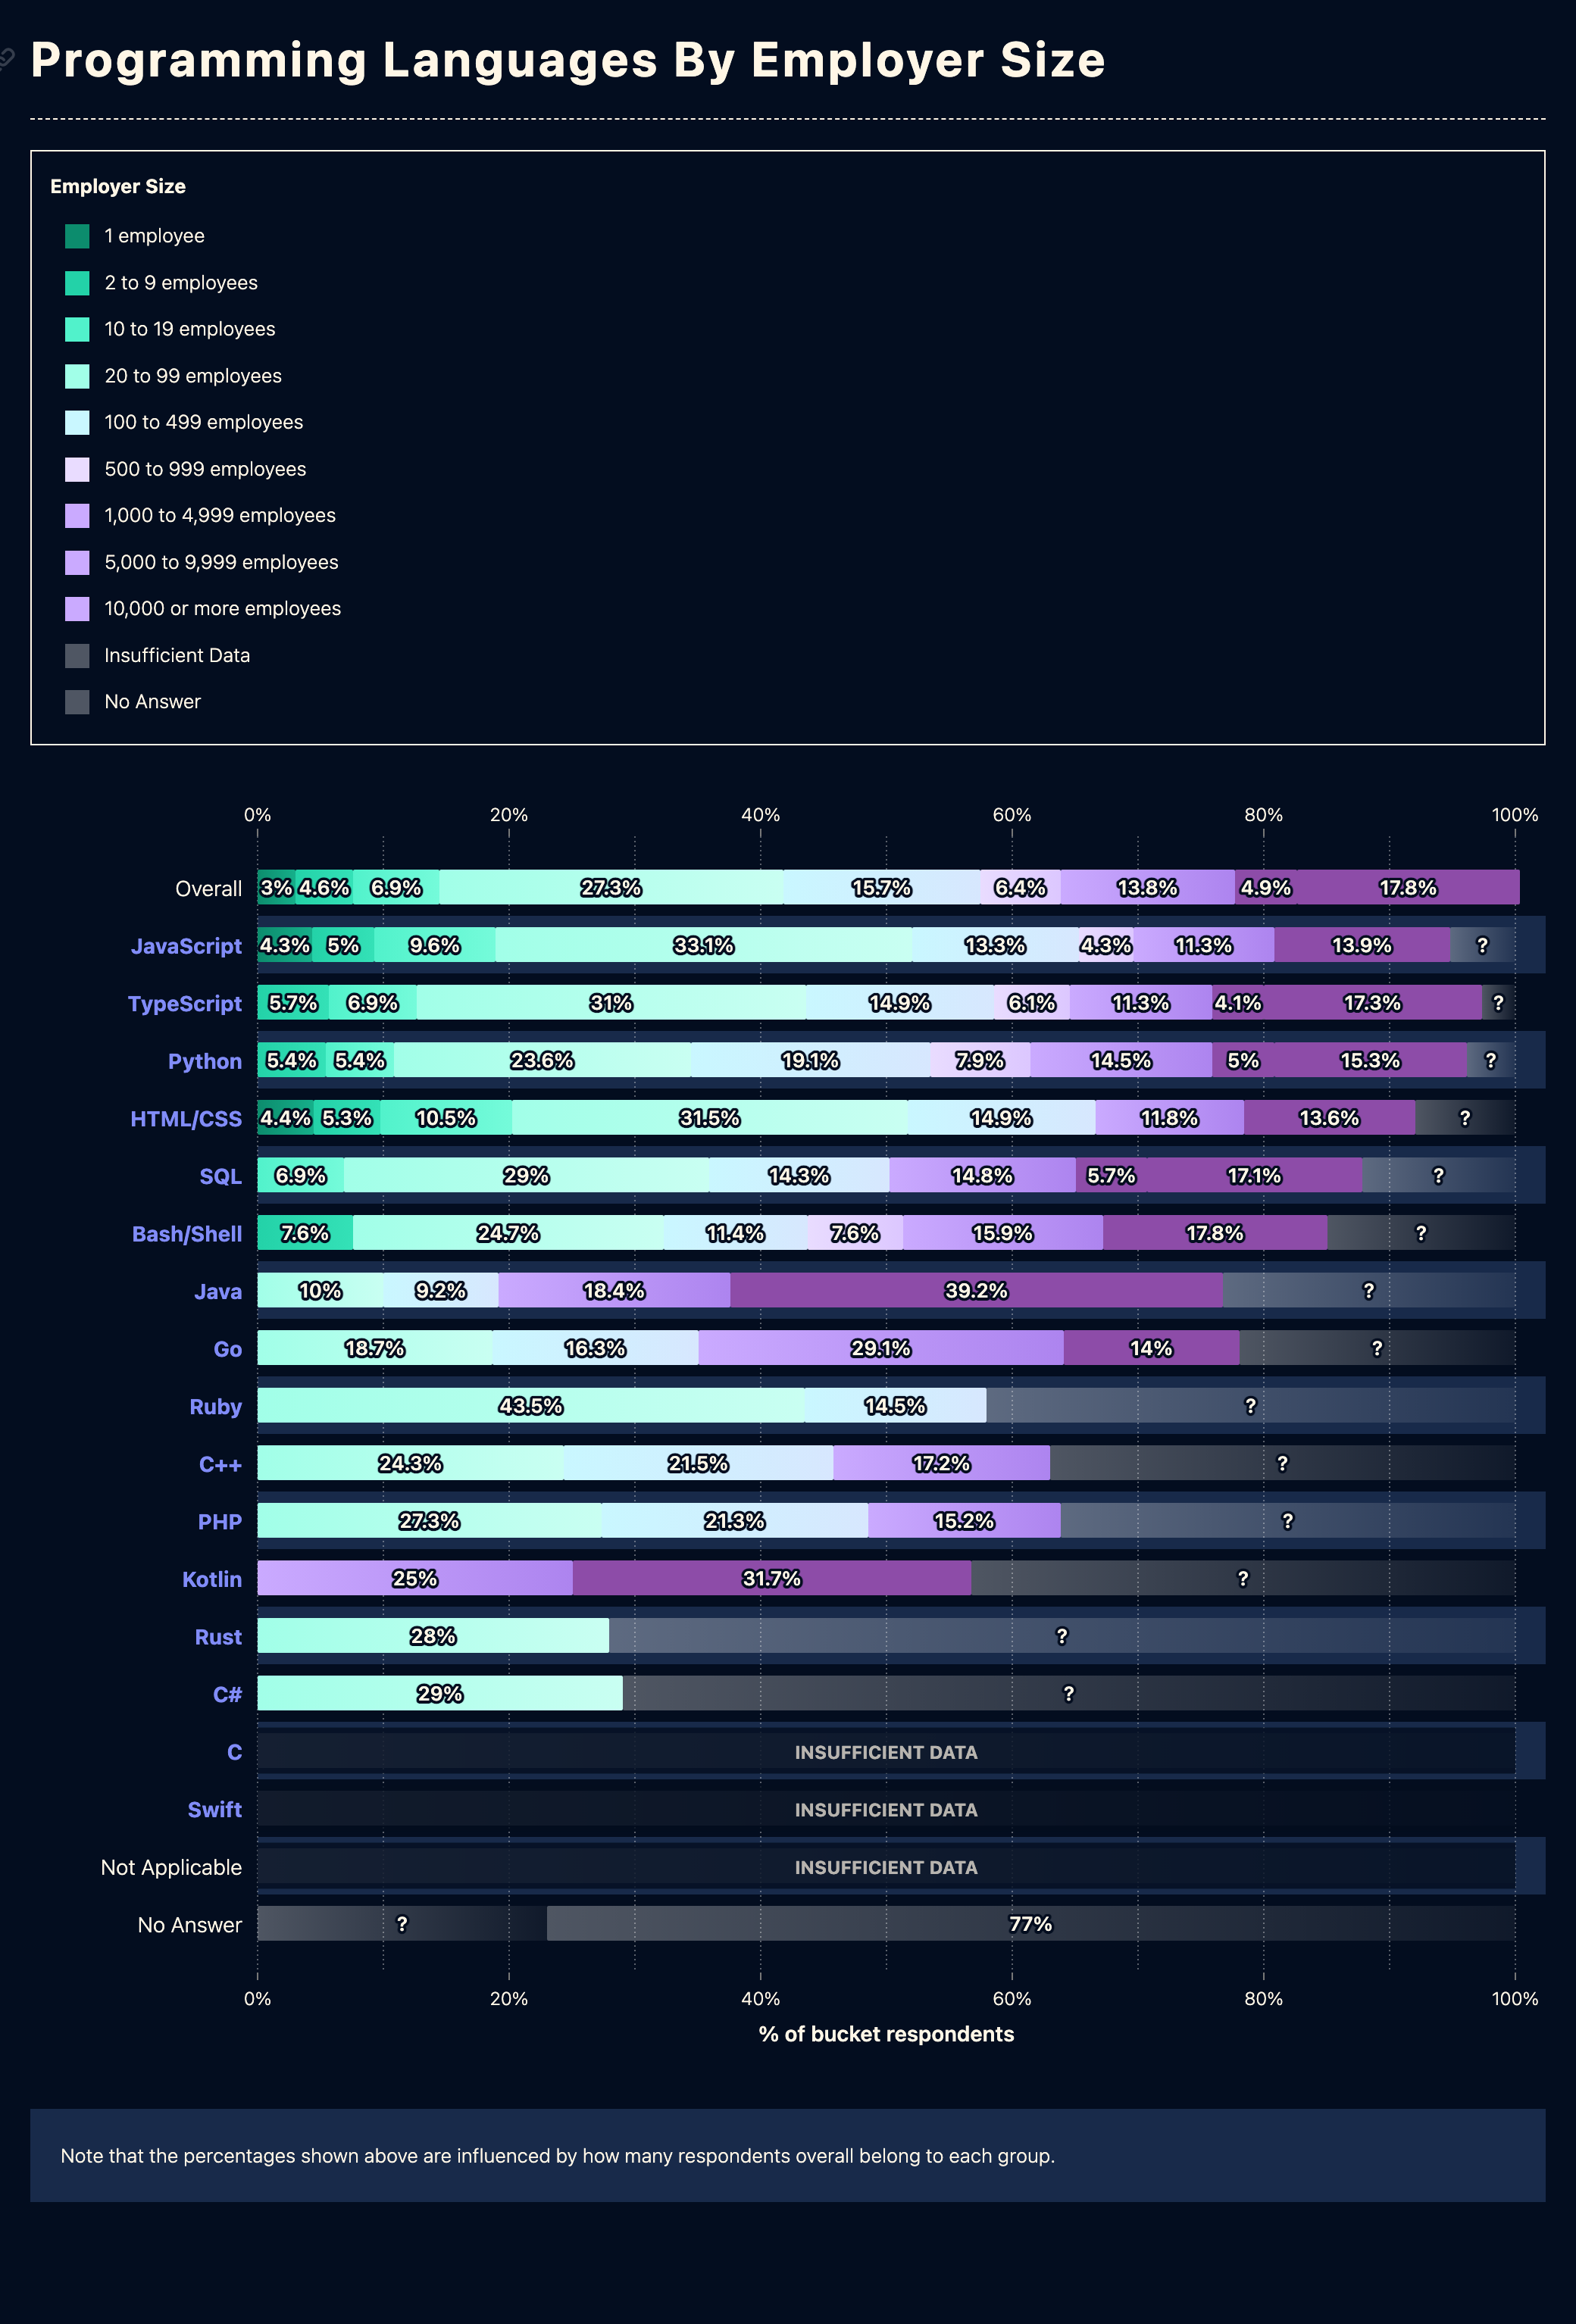 Programming Languages By Employer Size
Employer Size
1 employee
2 to 9 employees
10 to 19 employees
20 to 99 employees
100 to 499 employees
500 to 999 employees
1,000 to 4,999 employees
5,000 to 9,999 employees
10,000 or more employees
Insufficient Data
No Answer
0% 20% 40% 60% 80% 100%
Overall 3% 4.6% 6.9% 27.3% 15.7% 6.4% 13.8% 4.9% 17.8%
JavaScript 4.3% 5% 9.6% 33.1% 13.3% 4.3% 11.3% 13.9% ?
TypeScript 5.7% 6.9% 31% 14.9% 6.1% 11.3% 4.1% 17.3% ?
Python 5.4% 5.4% 23.6% 19.1% 7.9% 14.5% 5% 15.3% ?
HTML/CSS 4.4% 5.3% 10.5% 31.5% 14.9% 11.8% 13.6% ?
SQL 6.9% 29% 14.3% 14.8% 5.7% 17.1% ?
Bash/Shell 7.6% 24.7% 11.4% 7.6% 15.9% 17.8% ?
Java 10% 9.2% 18.4% 39.2% ?
Go 18.7% 16.3% 29.1% 14% ?
Ruby 43.5% 14.5% ?
C++ 24.3% 21.5% 17.2% ?
PHP 27.3% 21.3% 15.2% ?
Kotlin 25% 31.7% ?
Rust 28% ?
C# 29% ?
C INSUFFICIENT DATA
Swift INSUFFICIENT DATA
Not Applicable INSUFFICIENT DATA
No Answer ? 77%
0% 20% 40% 60% 80% 100%
% of bucket respondents
Note that the percentages shown above are influenced by how many respondents overall belong to each group.